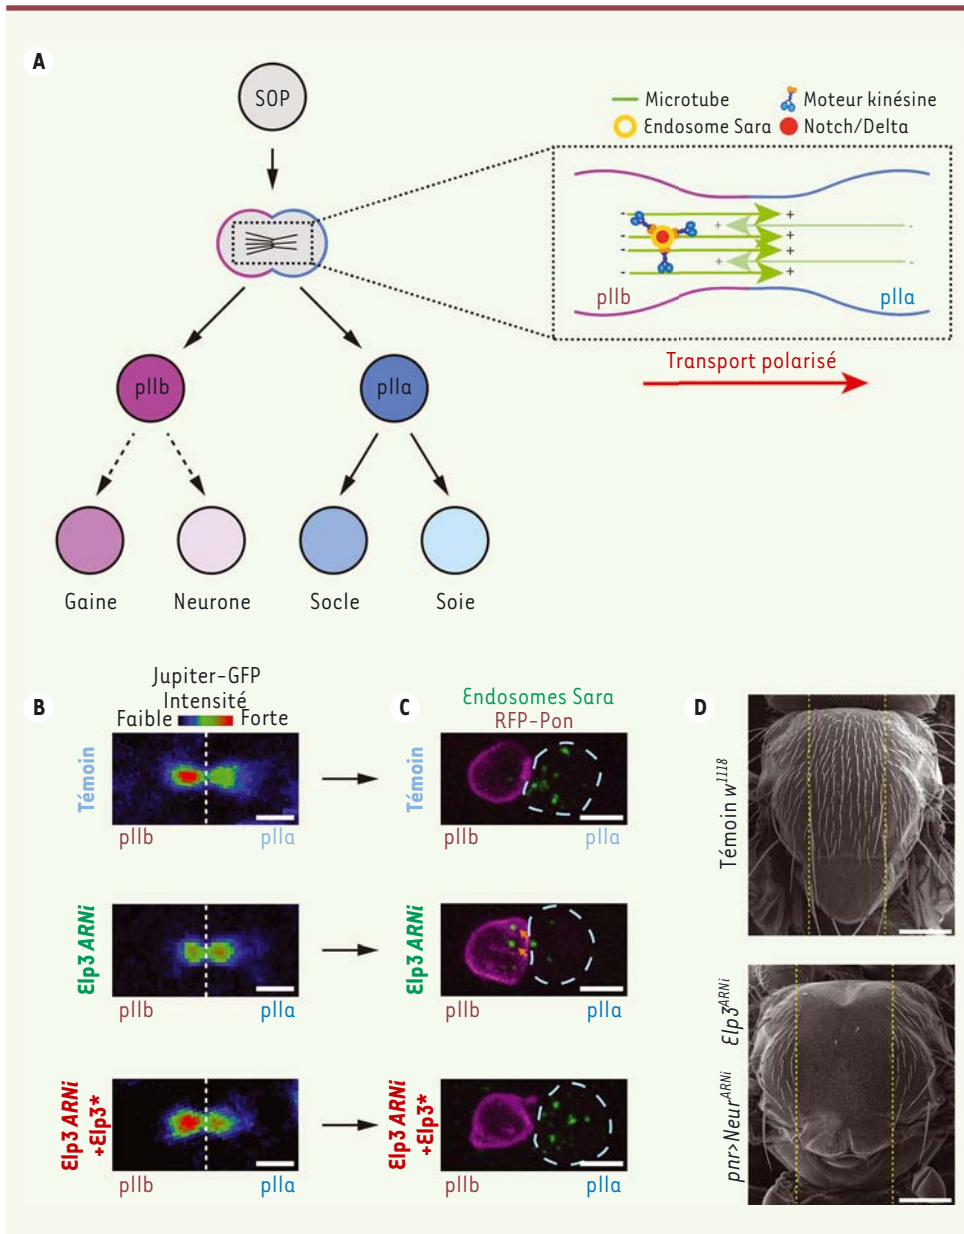 A
SOP
Microtube
Moteur kinésine
Endosome Sara
Notch/Delta
- +
+ -
- +
- +
+ -
- +
pIIb
pIIa
Transport polarisé
pIIb
pIIa
Gaine
Neurone
Socle
Soie
B
Jupiter-GFP
Intensité
Faible
Forte
Témoin
pIIb
pIIa
Elp3 ARNi
pIIb
pIIa
Elp3 ARNi
+Elp3*
pIIb
pIIa
C
Endosomes Sara
RFP-Pon
Témoin
pIIb
pIIa
Elp3 ARNi
pIIb
pIIa
Elp3 ARNi
+Elp3*
pIIb
pIIa
D
Témoin w1118
pnr>NeurARNi Elp3ARNi